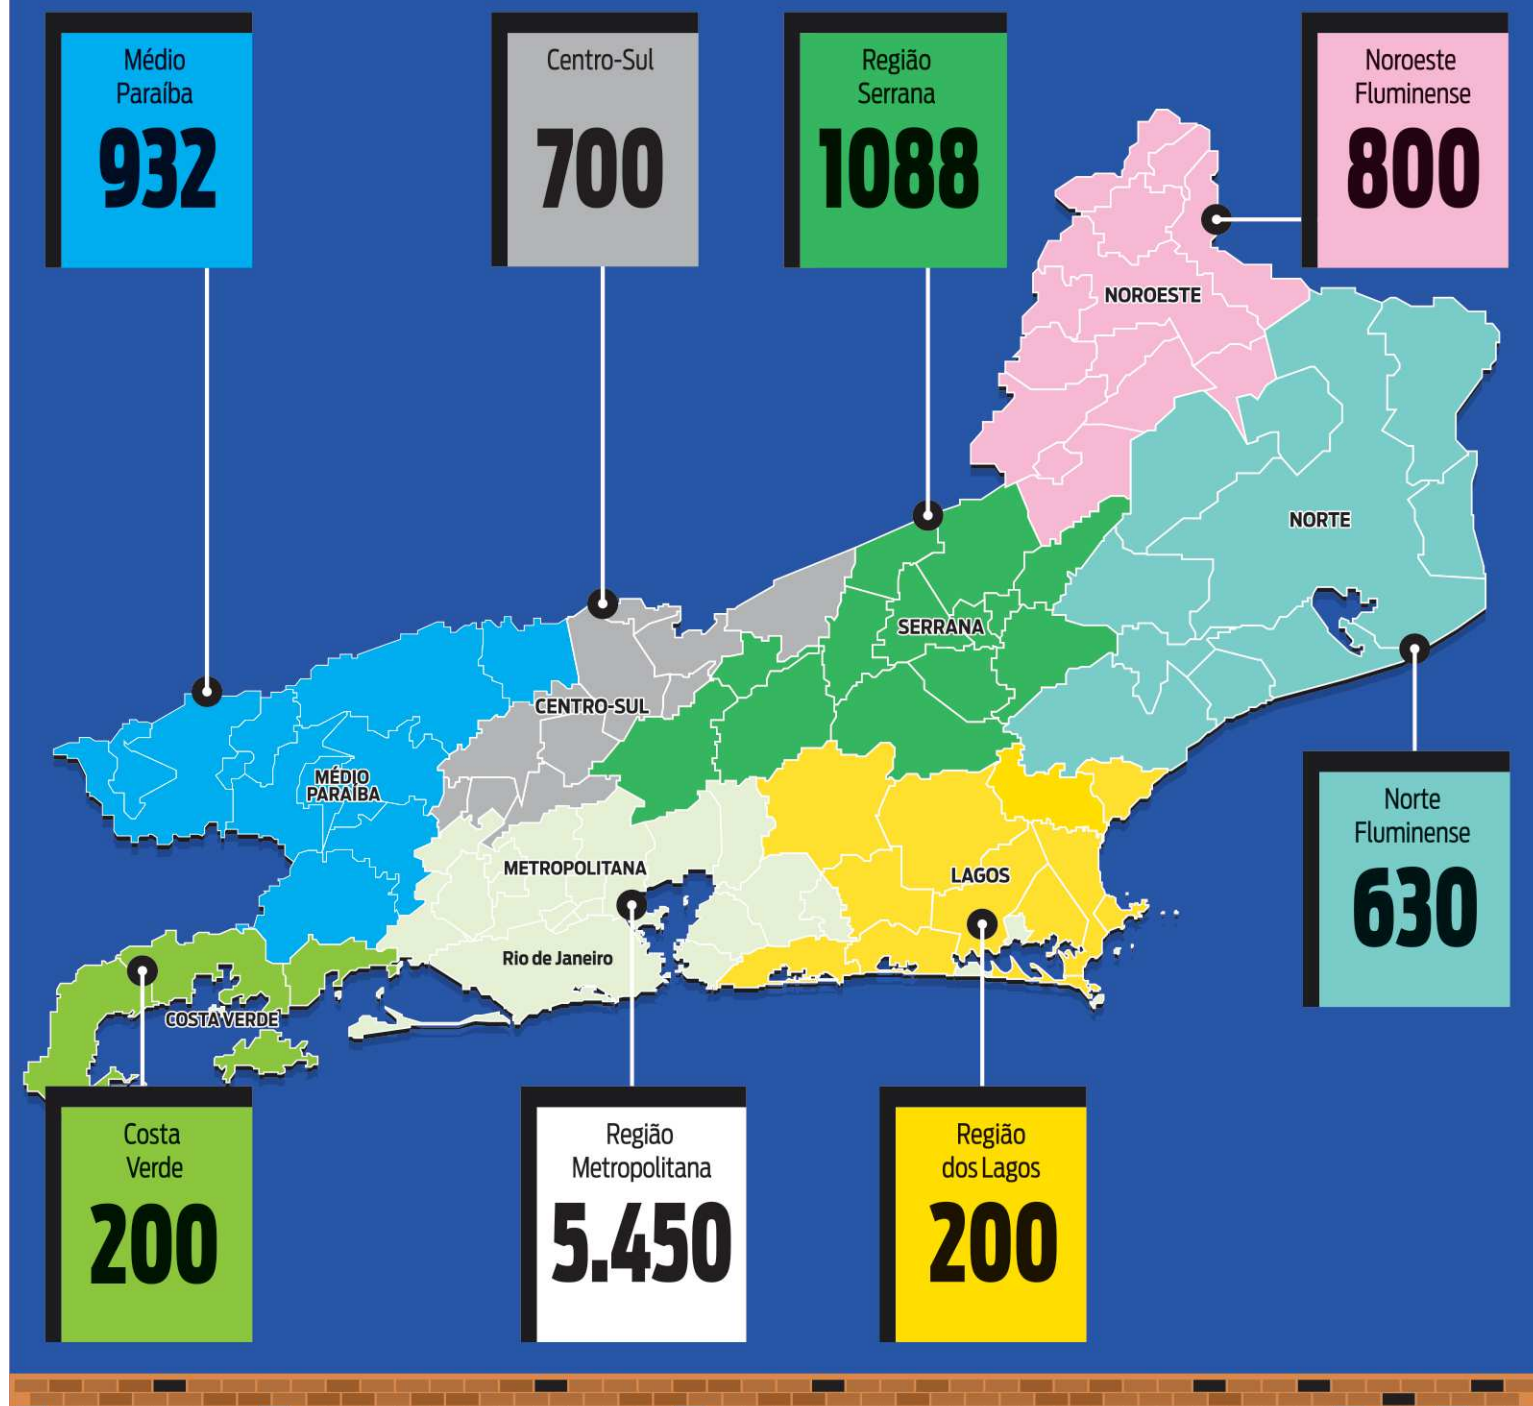 Médio
Paraíba
932
Centro-Sul
700
Região
Serrana
1088
Noroeste
Fluminense
800
NOROESTE
NORTE
SERRANA
CENTRO-SUL
MÉDIO
PARAÍBA
METROPOLITANA
LAGOS
Rio de Janeiro
COSTA VERDE
Norte
Fluminense
630
Costa
Verde
200
Região
Metropolitana
5.450
Região
dos Lagos
200